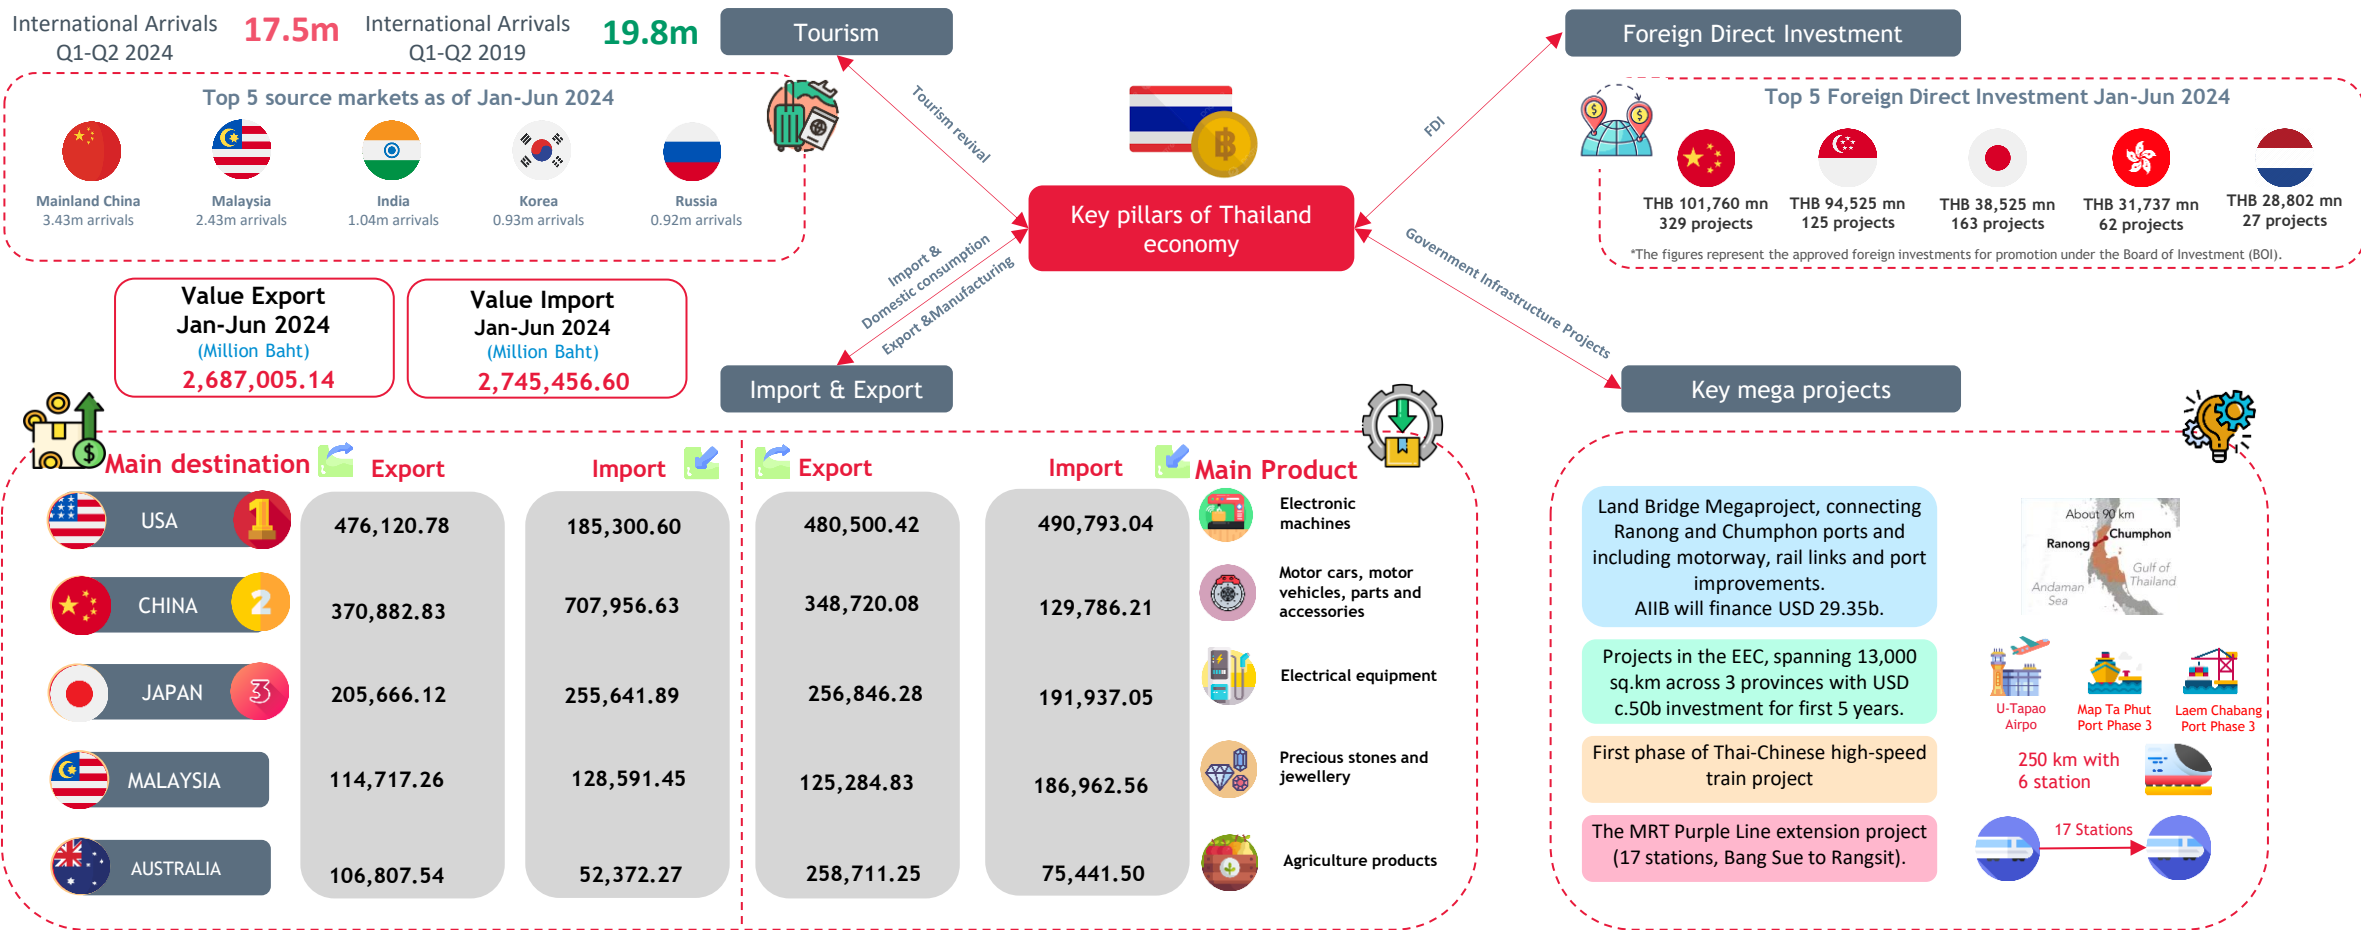 International Arrivals
Q1-Q2 2024
17.5m
International Arrivals
Q1-Q2 2019
19.8m
Tourism
Foreign Direct Investment
Top 5 source markets as of Jan-Jun 2024
Mainland China
3.43m arrivals
Malaysia
2.43m arrivals
India
1.04m arrivals
Korea
0.93m arrivals
Russia
0.92m arrivals
Tourism revival
FDI
Key pillars of Thailand
economy
Import &
Domestic consumption
Export &Manufacturing
Government Infrastructure Projects
Top 5 Foreign Direct Investment Jan-Jun 2024
THB 101,760 mn
329 projects
THB 94,525 mn
125 projects
THB 38,525 mn
163 projects
THB 31,737 mn
62 projects
THB 28,802 mn
27 projects
*The figures represent the approved foreign investments for promotion under the Board of Investment (BOI).
Value Export
Jan-Jun 2024
(Million Baht)
2,687,005.14
Value Import
Jan-Jun 2024
(Million Baht)
2,745,456.60
Import & Export
Key mega projects
Main destination
Export
Import
Export
Import
Main Product
USA
1
476,120.78
185,300.60
480,500.42
490,793.04
Electronic
machines
CHINA
2
370,882.83
707,956.63
348,720.08
129,786.21
Motor cars, motor
vehicles, parts and
accessories
JAPAN
3
205,666.12
255,641.89
256,846.28
191,937.05
Electrical equipment
MALAYSIA
114,717.26
128,591.45
125,284.83
186,962.56
Precious stones and
jewellery
AUSTRALIA
106,807.54
52,372.27
258,711.25
75,441.50
Agriculture products
Land Bridge Megaproject, connecting
Ranong and Chumphon ports and
including motorway, rail links and port
improvements.
AIIB will finance USD 29.35b.
About 90 km
Chumphon
Ranong
Gulf of
Thailand
Andaman
Sea
Projects in the EEC, spanning 13,000
sq.km across 3 provinces with USD
c.50b investment for first 5 years.
U-Tapao
Airpo
Map Ta Phut
Port Phase 3
Laem Chabang
Port Phase 3
First phase of Thai-Chinese high-speed
train project
250 km with
6 station
The MRT Purple Line extension project
(17 stations, Bang Sue to Rangsit).
17 Stations